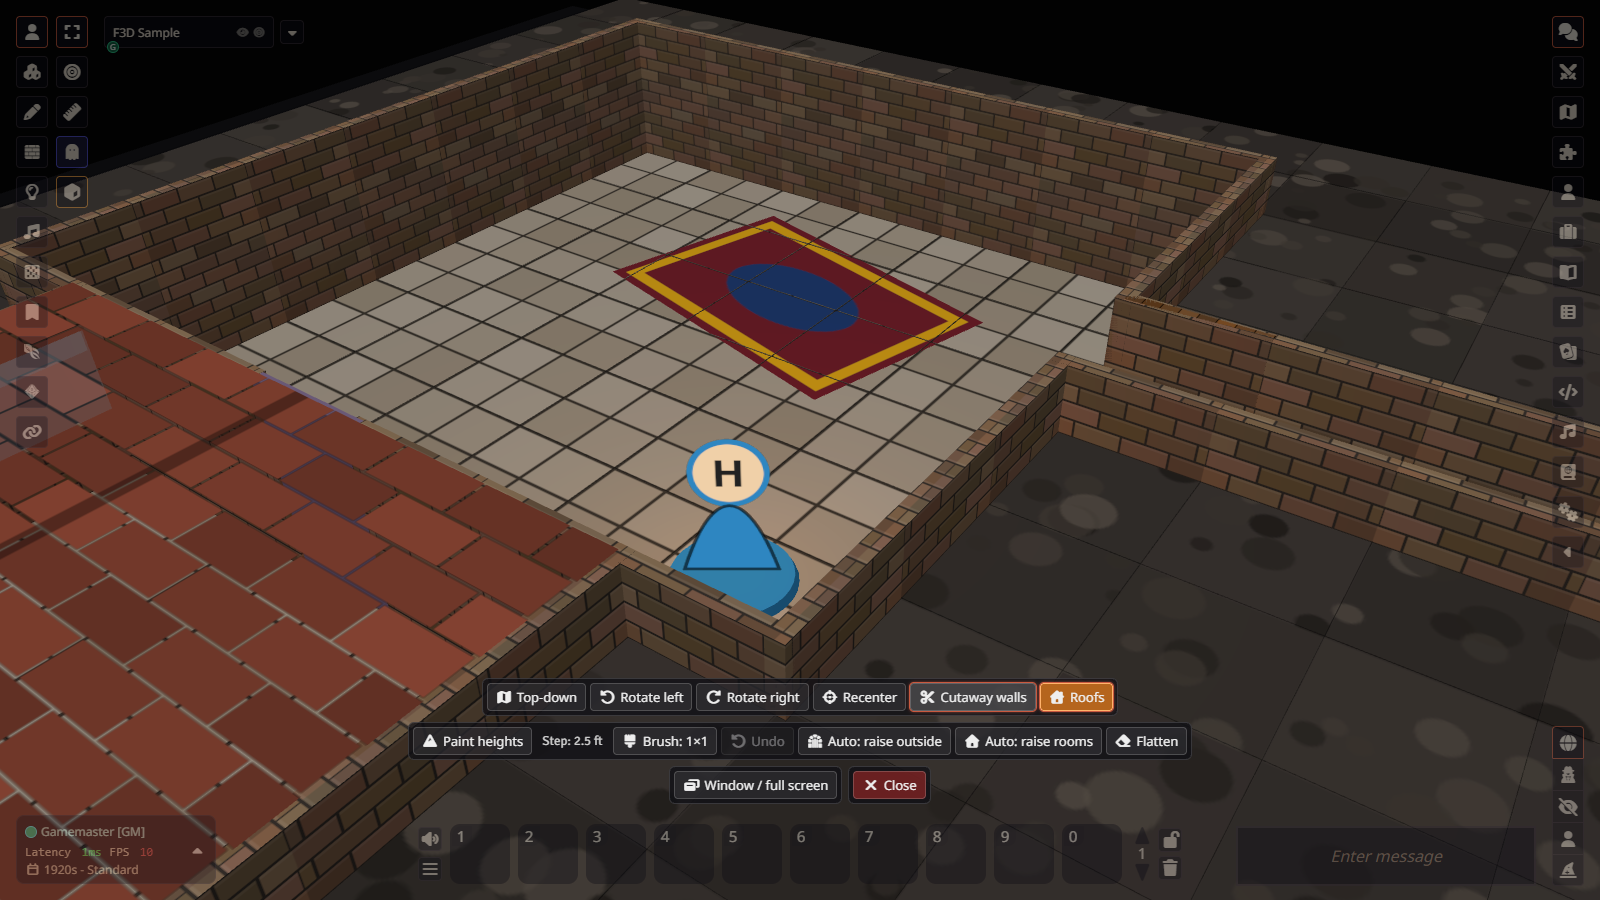 F3D Sample
G
H
Top-down
Rotate left
Rotate right
Recenter
Cutaway walls
Roofs
Paint heights
Step: 2.5 ft
Brush: 1×1
Undo
Auto: raise outside
Auto: raise rooms
Flatten
Window / full screen
Close
Gamemaster [GM]
Latency 1ms FPS 10
1920s - Standard
1 2 3 4 5 6 7 8 9 0
1
Enter message